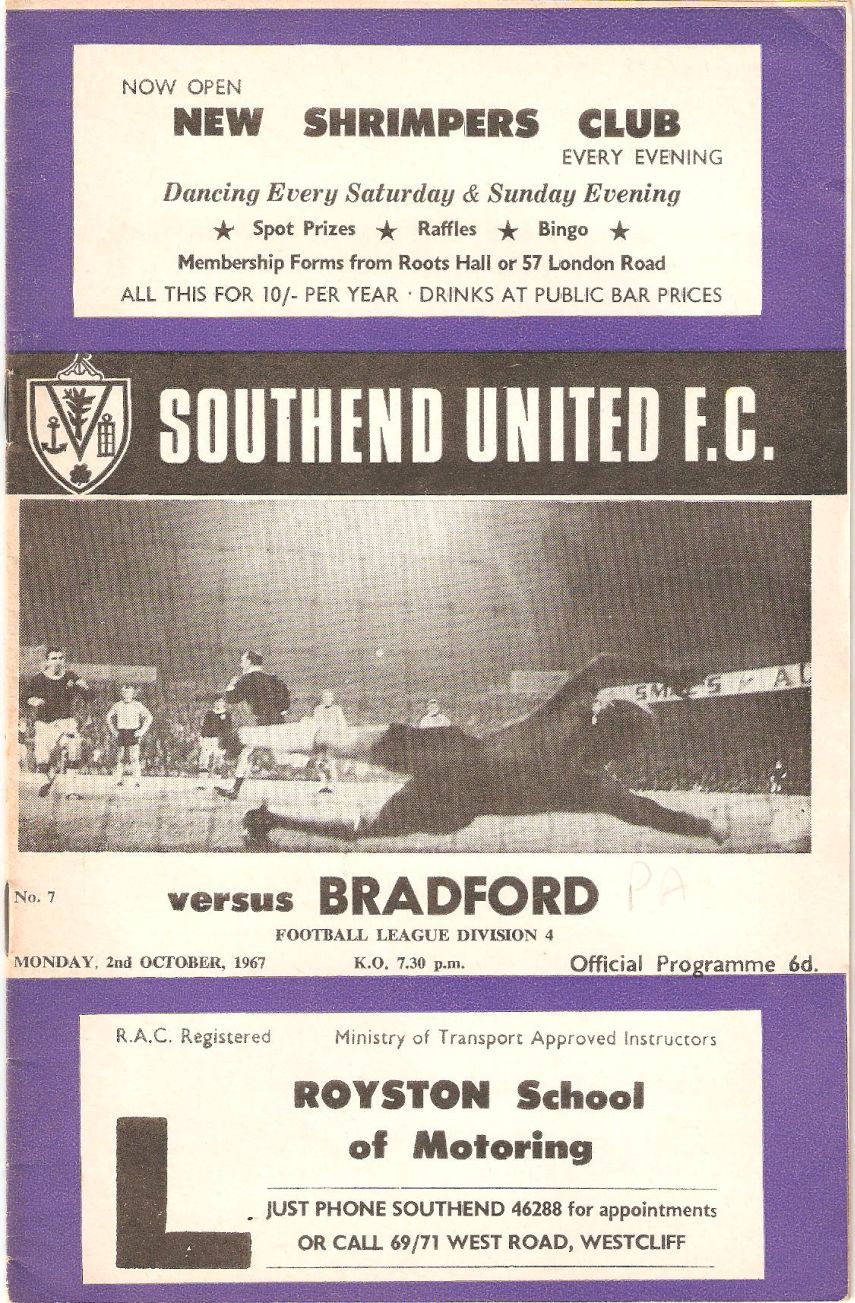 NOW OPEN
NEW SHRIMPERS CLUB
EVERY EVENING
Dancing Every Saturday & Sunday Evening
★ Spot Prizes ★ Raffles ★ Bingo ★
Membership Forms from Roots Hall or 57 London Road
ALL THIS FOR 10/- PER YEAR · DRINKS AT PUBLIC BAR PRICES
SOUTHEND UNITED F.C.
No. 7
versus BRADFORD PA
FOOTBALL LEAGUE DIVISION 4
MONDAY, 2nd OCTOBER, 1967 K.O. 7.30 p.m. Official Programme 6d.
R.A.C. Registered Ministry of Transport Approved Instructors
ROYSTON School
of Motoring
L
JUST PHONE SOUTHEND 46288 for appointments
OR CALL 69/71 WEST ROAD, WESTCLIFF